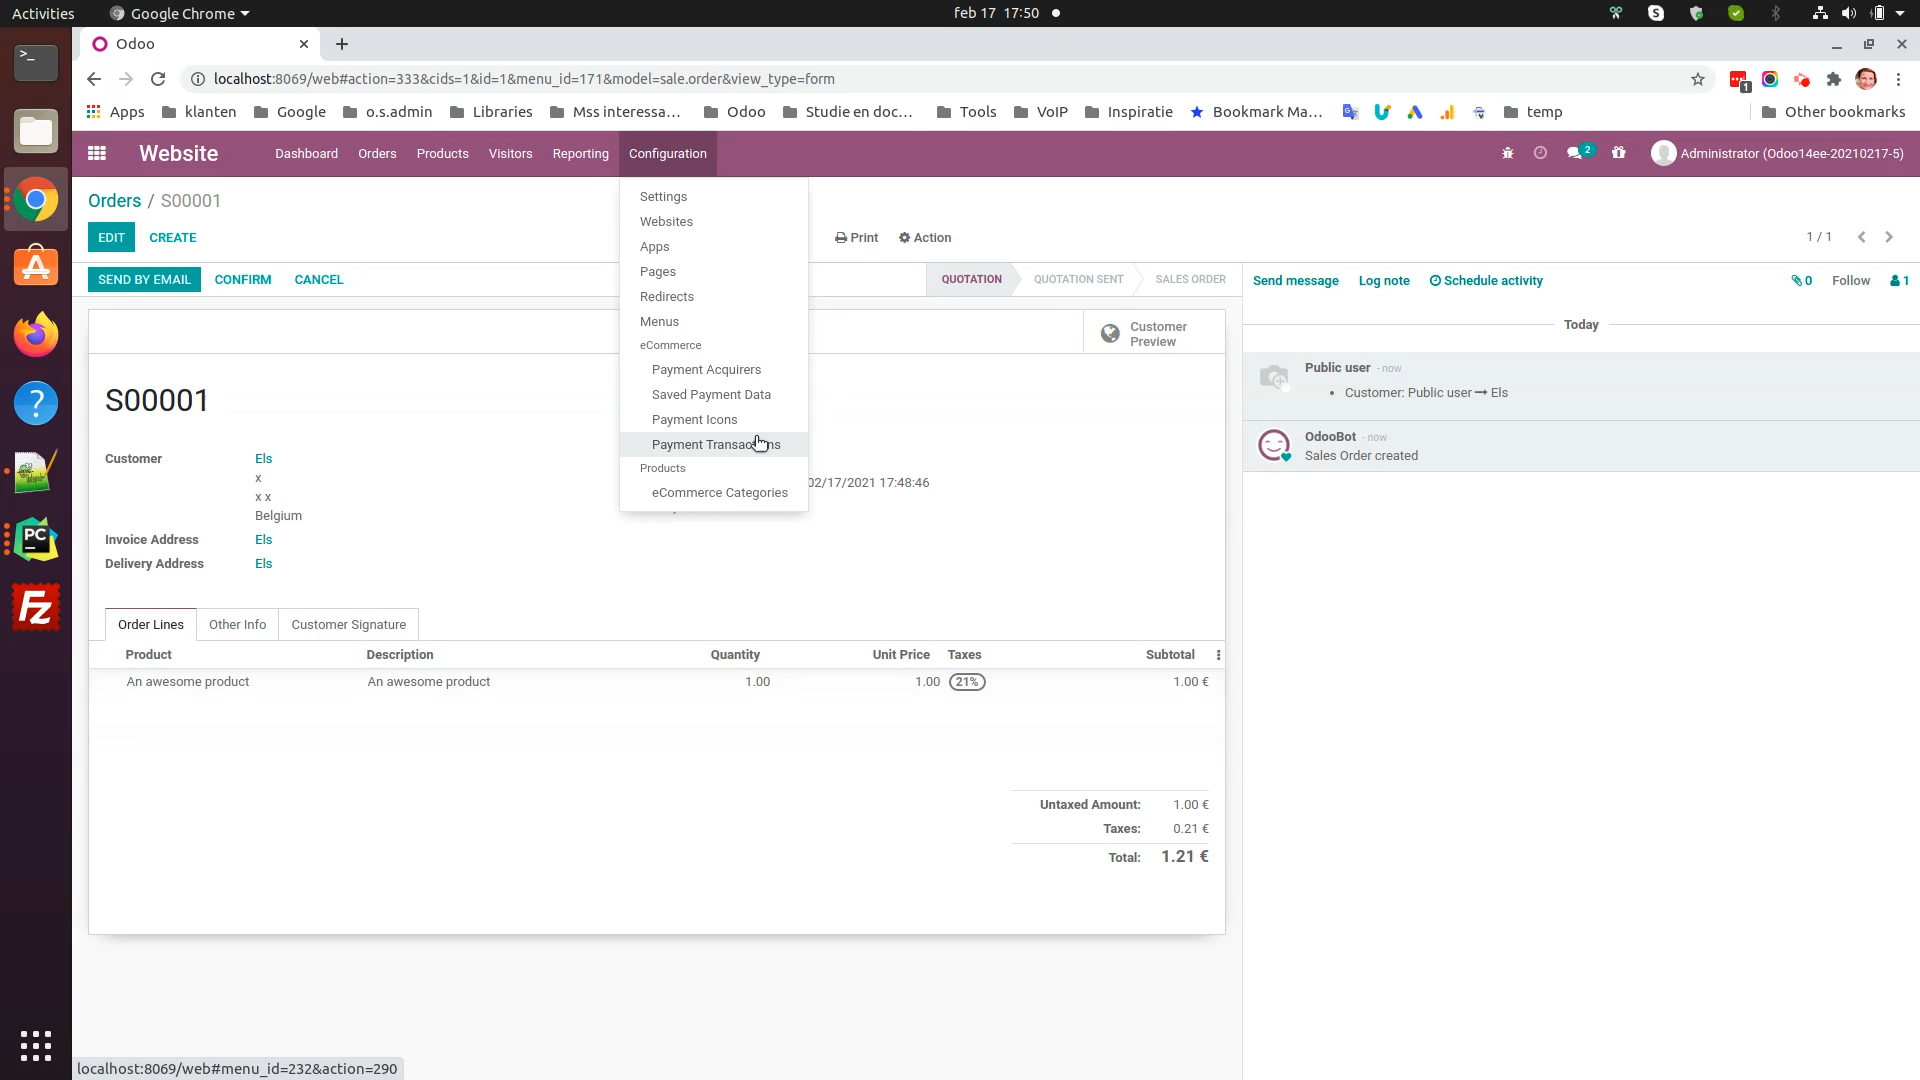 Activities Google Chrome feb 17 17:50
Odoo
localhost:8069/web#action=333&cids=1&id=1&menu_id=171&model=sale.order&view_type=form
Apps klanten Google o.s.admin Libraries Mss interessa... Odoo Studie en doc... Tools VoIP Inspiratie Bookmark Ma... temp Other bookmarks
Website Dashboard Orders Products Visitors Reporting Configuration 2 Administrator (Odoo14ee-20210217-5)
Settings
Websites
Apps
Pages
Redirects
Menus
eCommerce
Payment Acquirers
Saved Payment Data
Payment Icons
Payment Transactions
Products
eCommerce Categories
Orders / S00001
EDIT CREATE Print Action 1 / 1
SEND BY EMAIL CONFIRM CANCEL QUOTATION QUOTATION SENT SALES ORDER
Customer
Preview
S00001
Customer Els
x
x x
Belgium
02/17/2021 17:48:46
Invoice Address Els
Delivery Address Els
Order Lines Other Info Customer Signature
Product Description Quantity Unit Price Taxes Subtotal
An awesome product An awesome product 1.00 1.00 21% 1.00 €
Untaxed Amount: 1.00 €
Taxes: 0.21 €
Total: 1.21 €
Send message Log note Schedule activity 0 Follow 1
Today
Public user - now
Customer: Public user Els
OdooBot - now
Sales Order created
localhost:8069/web#menu_id=232&action=290